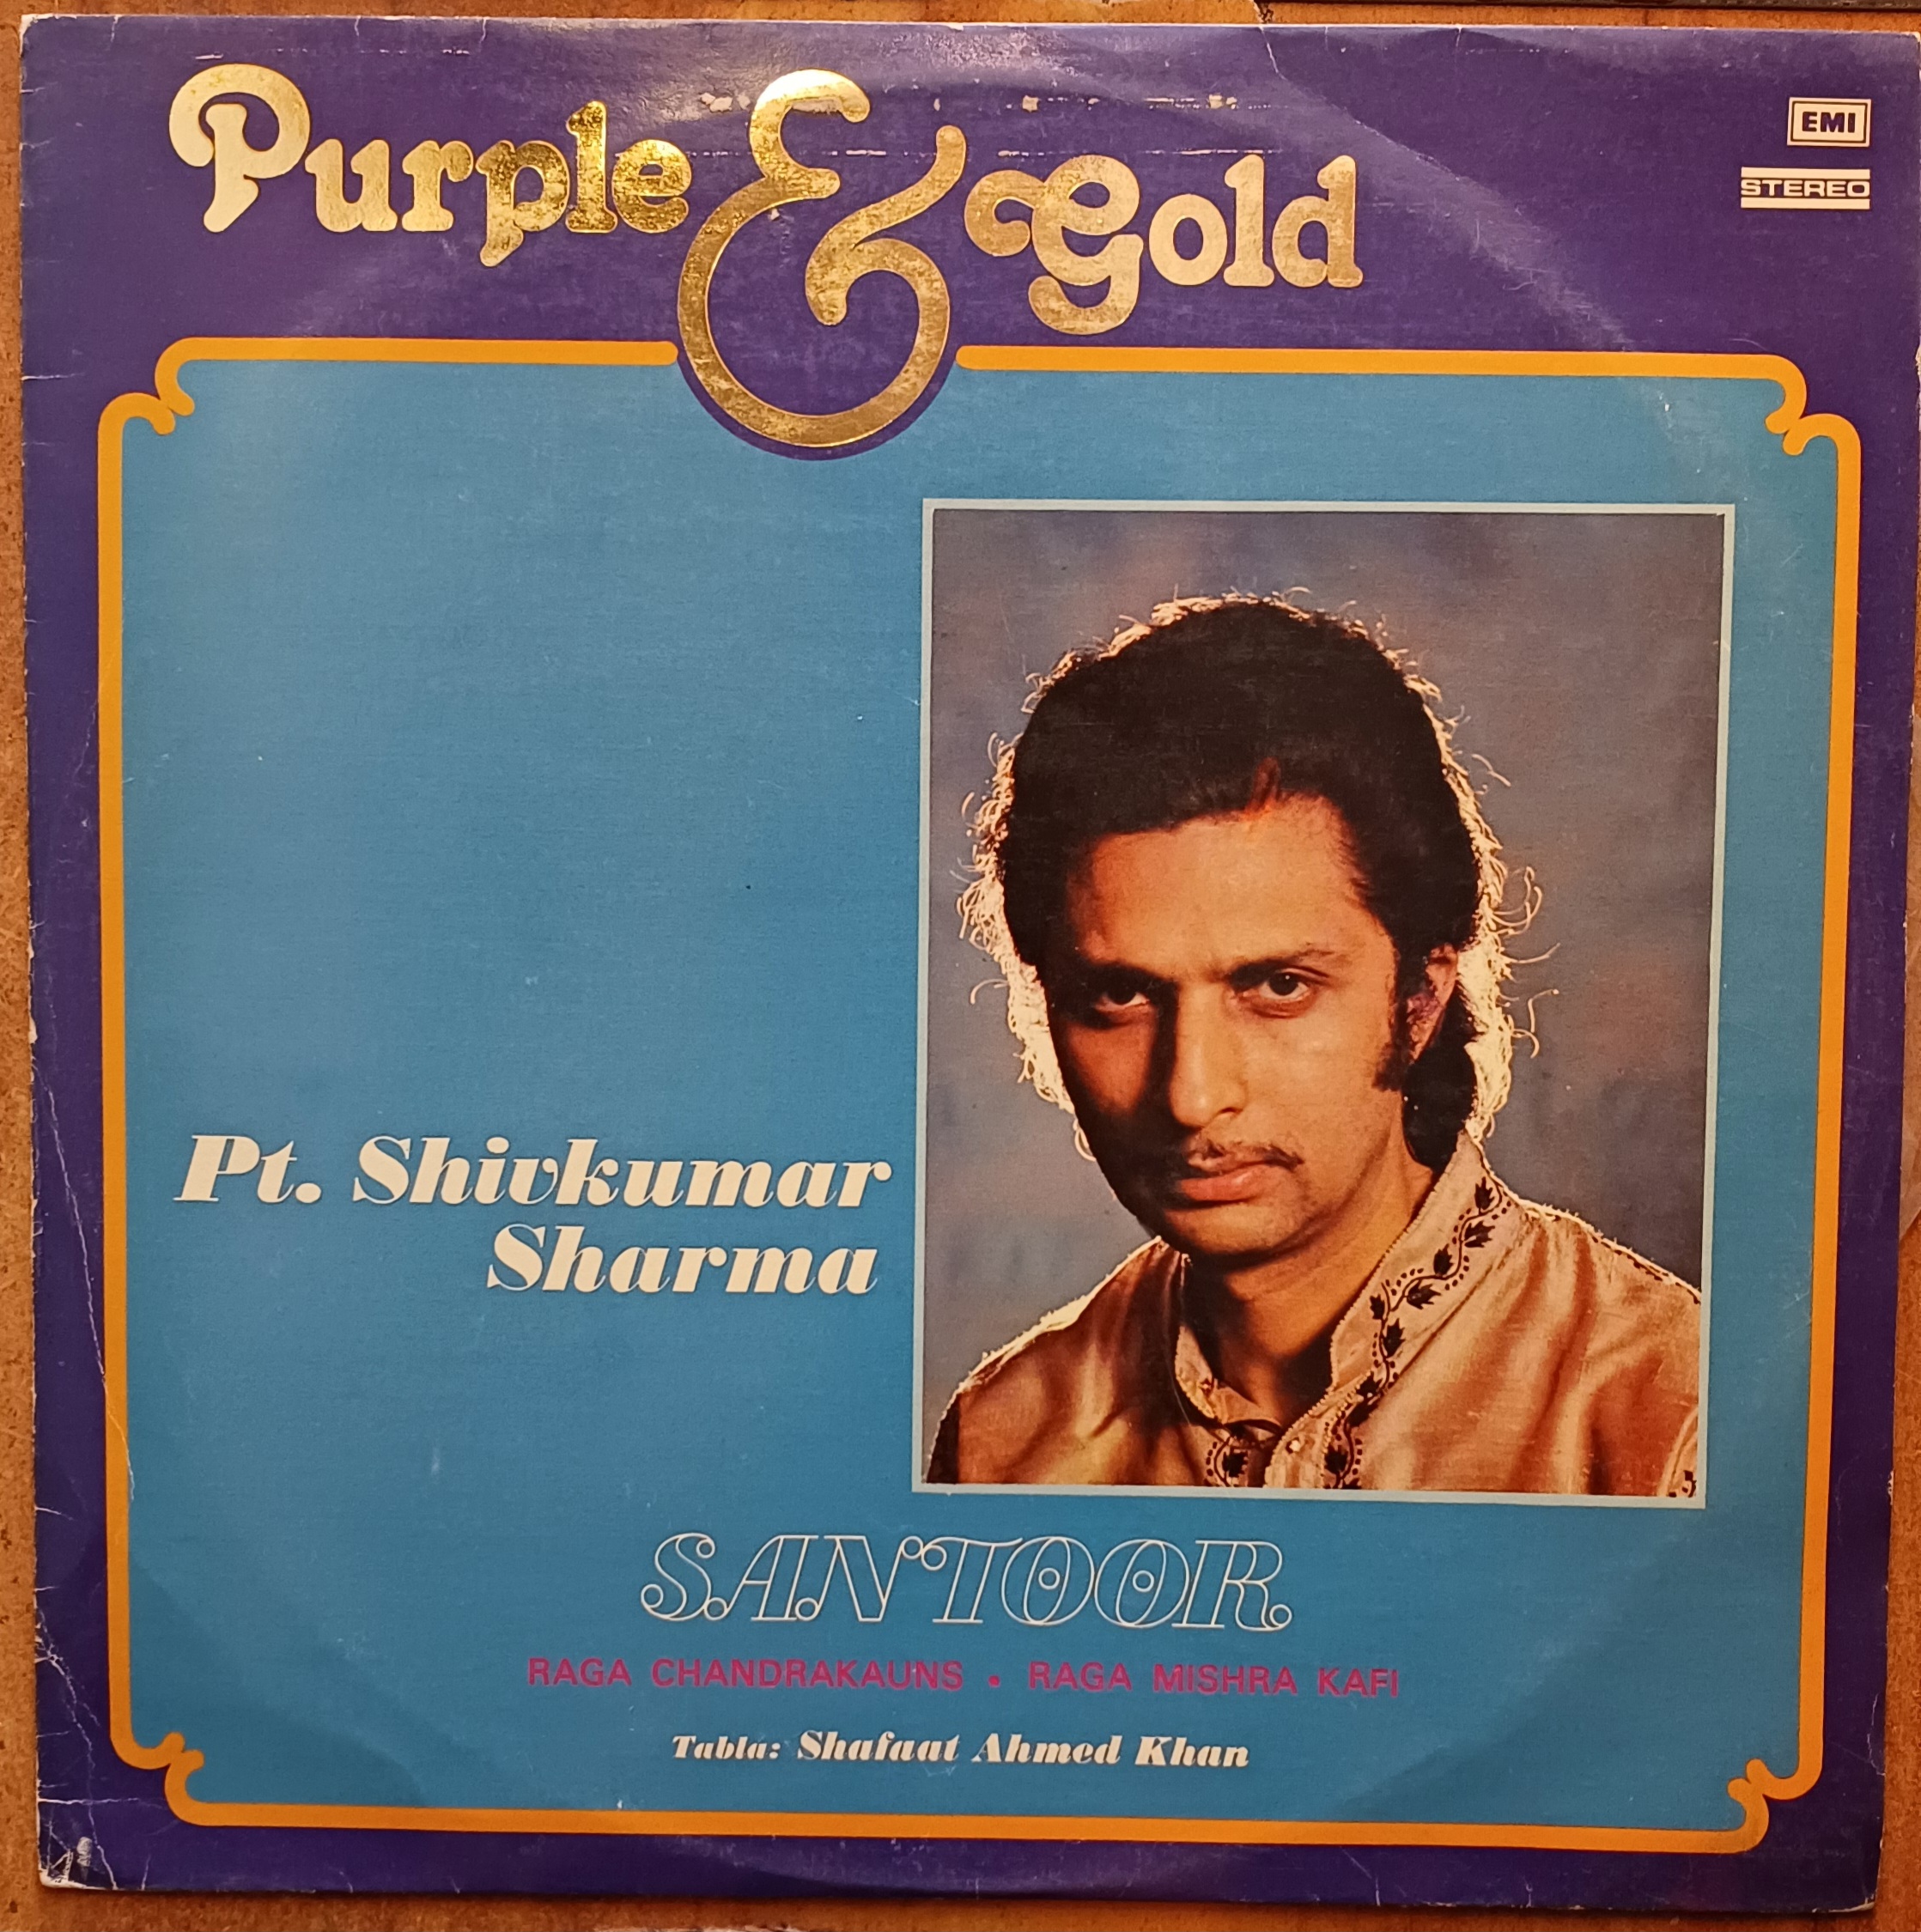 Purple & Gold
EMI
STEREO
Pt. Shivkumar
Sharma
SANTOOR
RAGA CHANDRAKAUNS • RAGA MISHRA KAFI
Tabla: Shafaat Ahmed Khan